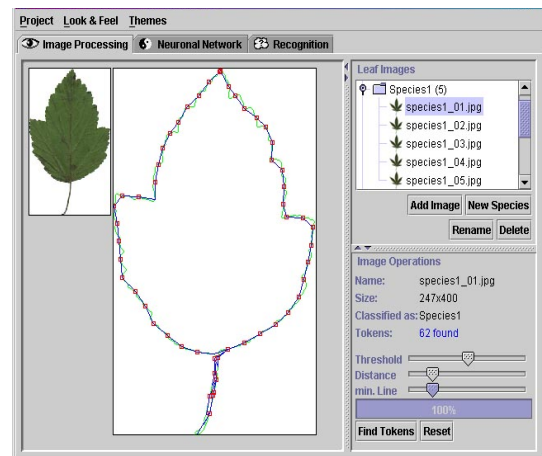 Project Look & Feel Themes
Image Processing Neuronal Network Recognition
Leaf Images
Species1 (5)
species1_01.jpg
species1_02.jpg
species1_03.jpg
species1_04.jpg
species1_05.jpg
Add Image New Species
Rename Delete
Image Operations
Name: species1_01.jpg
Size: 247x400
Classified as: Species1
Tokens: 62 found
Threshold
Distance
min. Line
100%
Find Tokens Reset